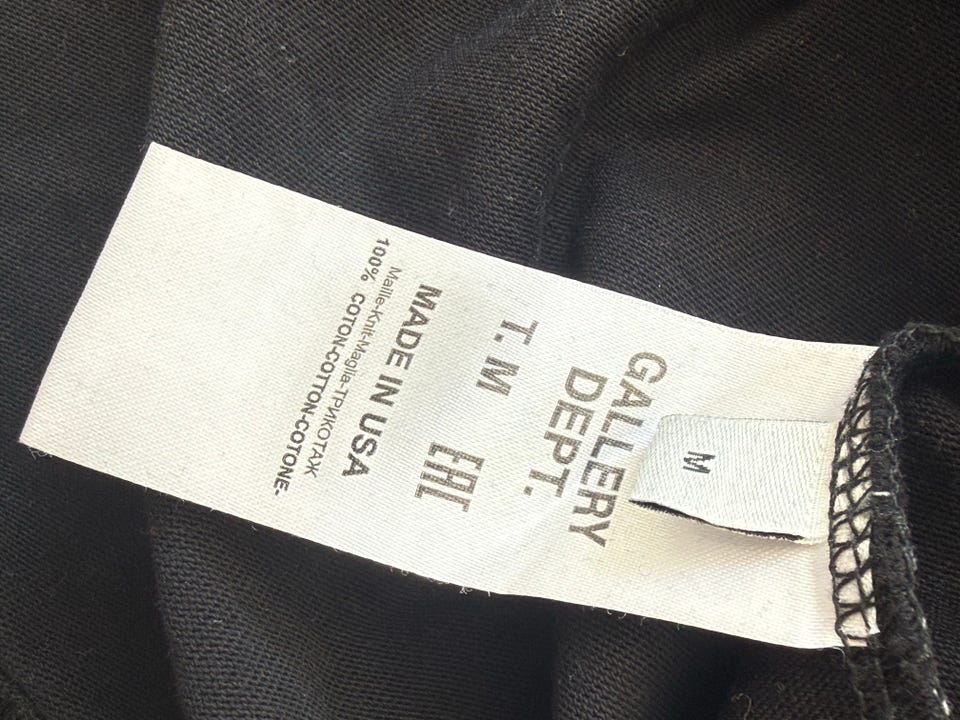 M
GALLERY
DEPT.
T. M
EAC
MADE IN USA
Maille-Knit-Maglia-ТРИКОТАЖ
100% COTON-COTTON-COTONE-